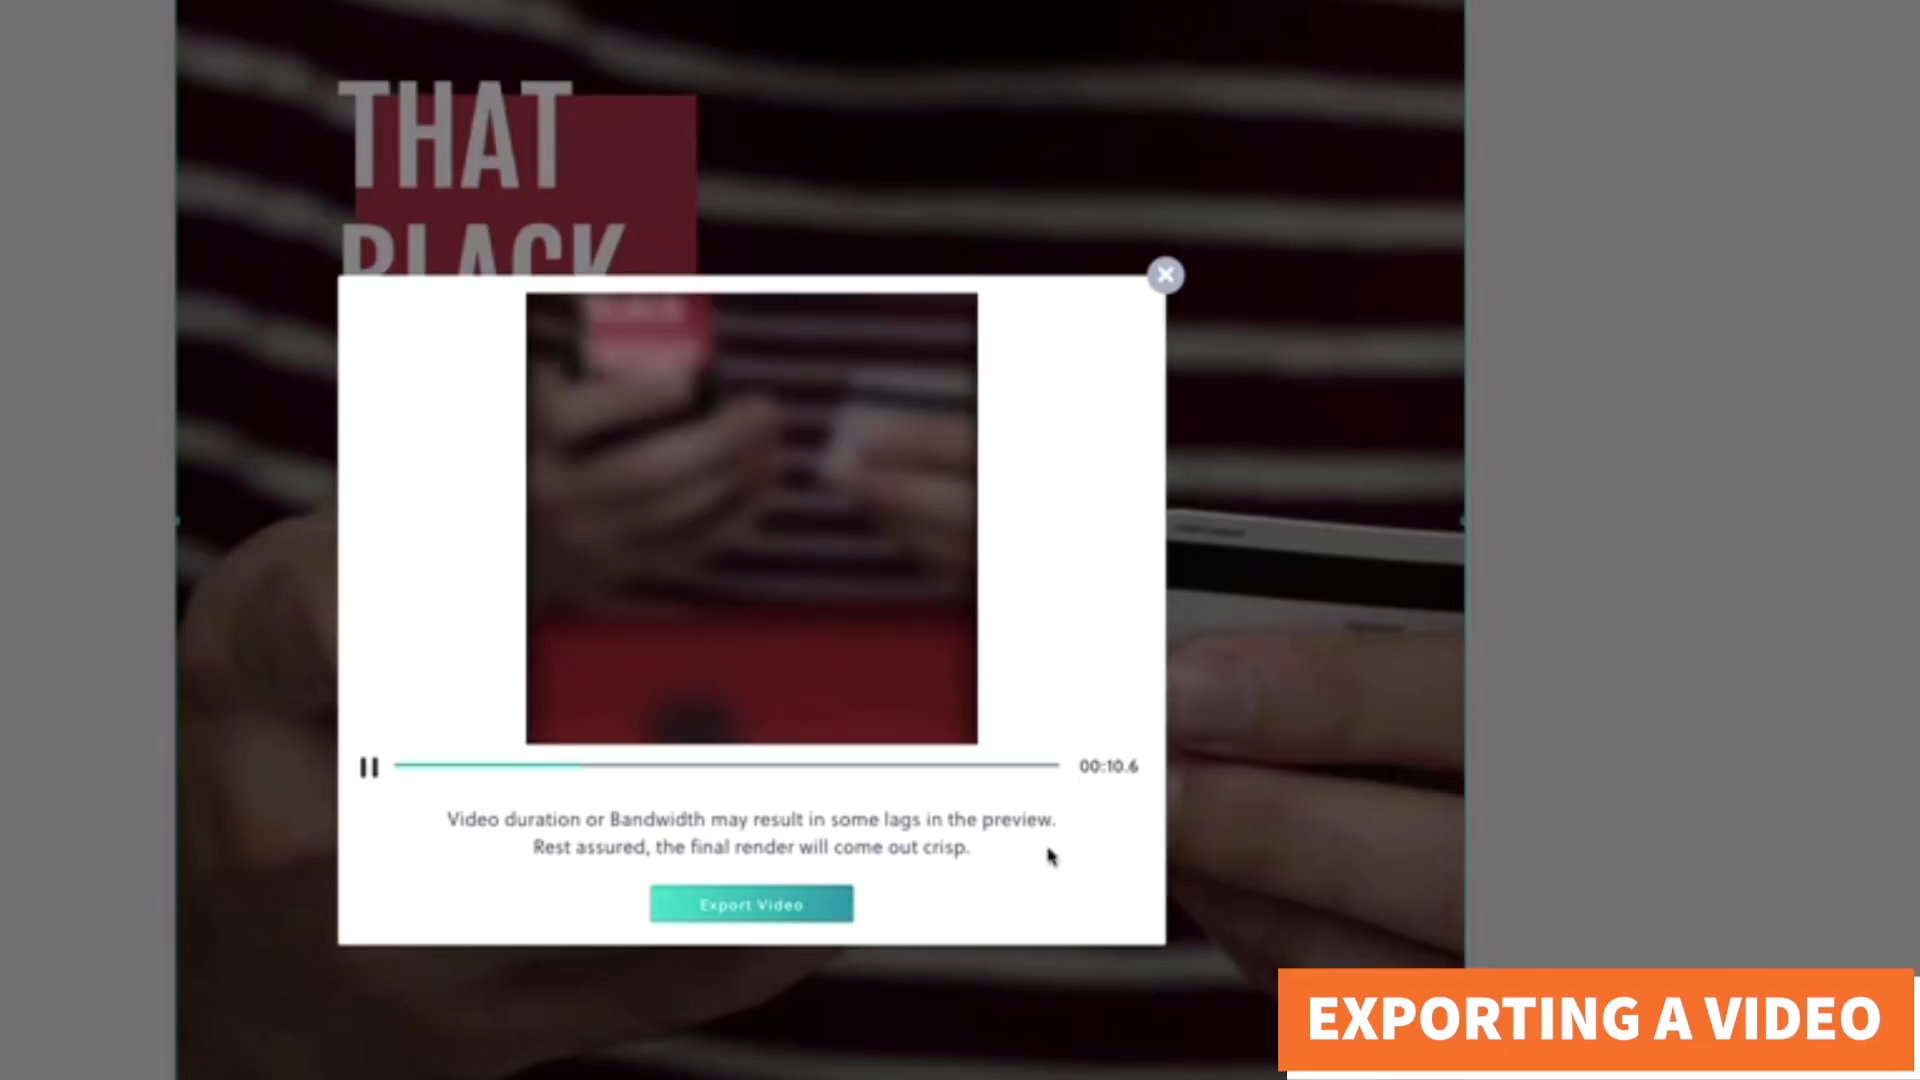 THAT
BLACK
00:10.6
Video duration or Bandwidth may result in some lags in the preview.
Rest assured, the final render will come out crisp.
Export Video
EXPORTING A VIDEO